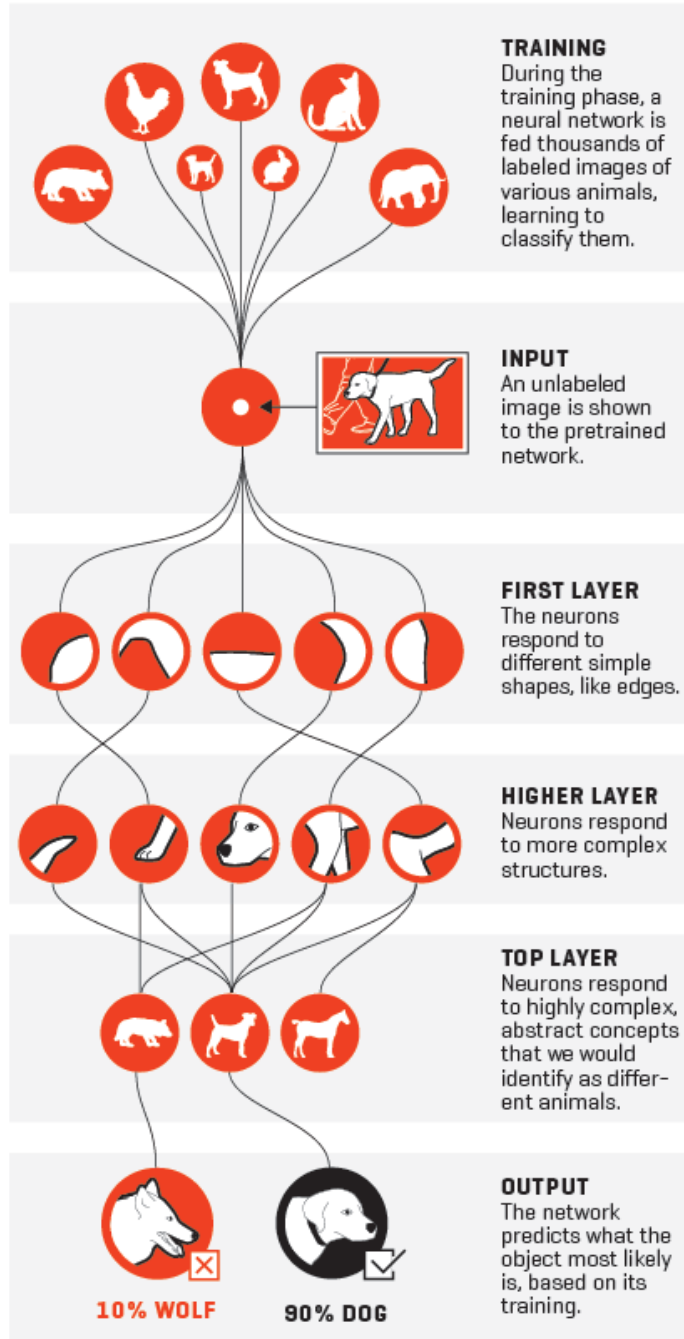 TRAINING
During the
training phase, a
neural network is
fed thousands of
labeled images of
various animals,
learning to
classify them.
INPUT
An unlabeled
image is shown
to the pretrained
network.
FIRST LAYER
The neurons
respond to
different simple
shapes, like edges.
HIGHER LAYER
Neurons respond
to more complex
structures.
TOP LAYER
Neurons respond
to highly complex,
abstract concepts
that we would
identify as differ-
ent animals.
OUTPUT
The network
predicts what the
object most likely
is, based on its
training.
10% WOLF
90% DOG